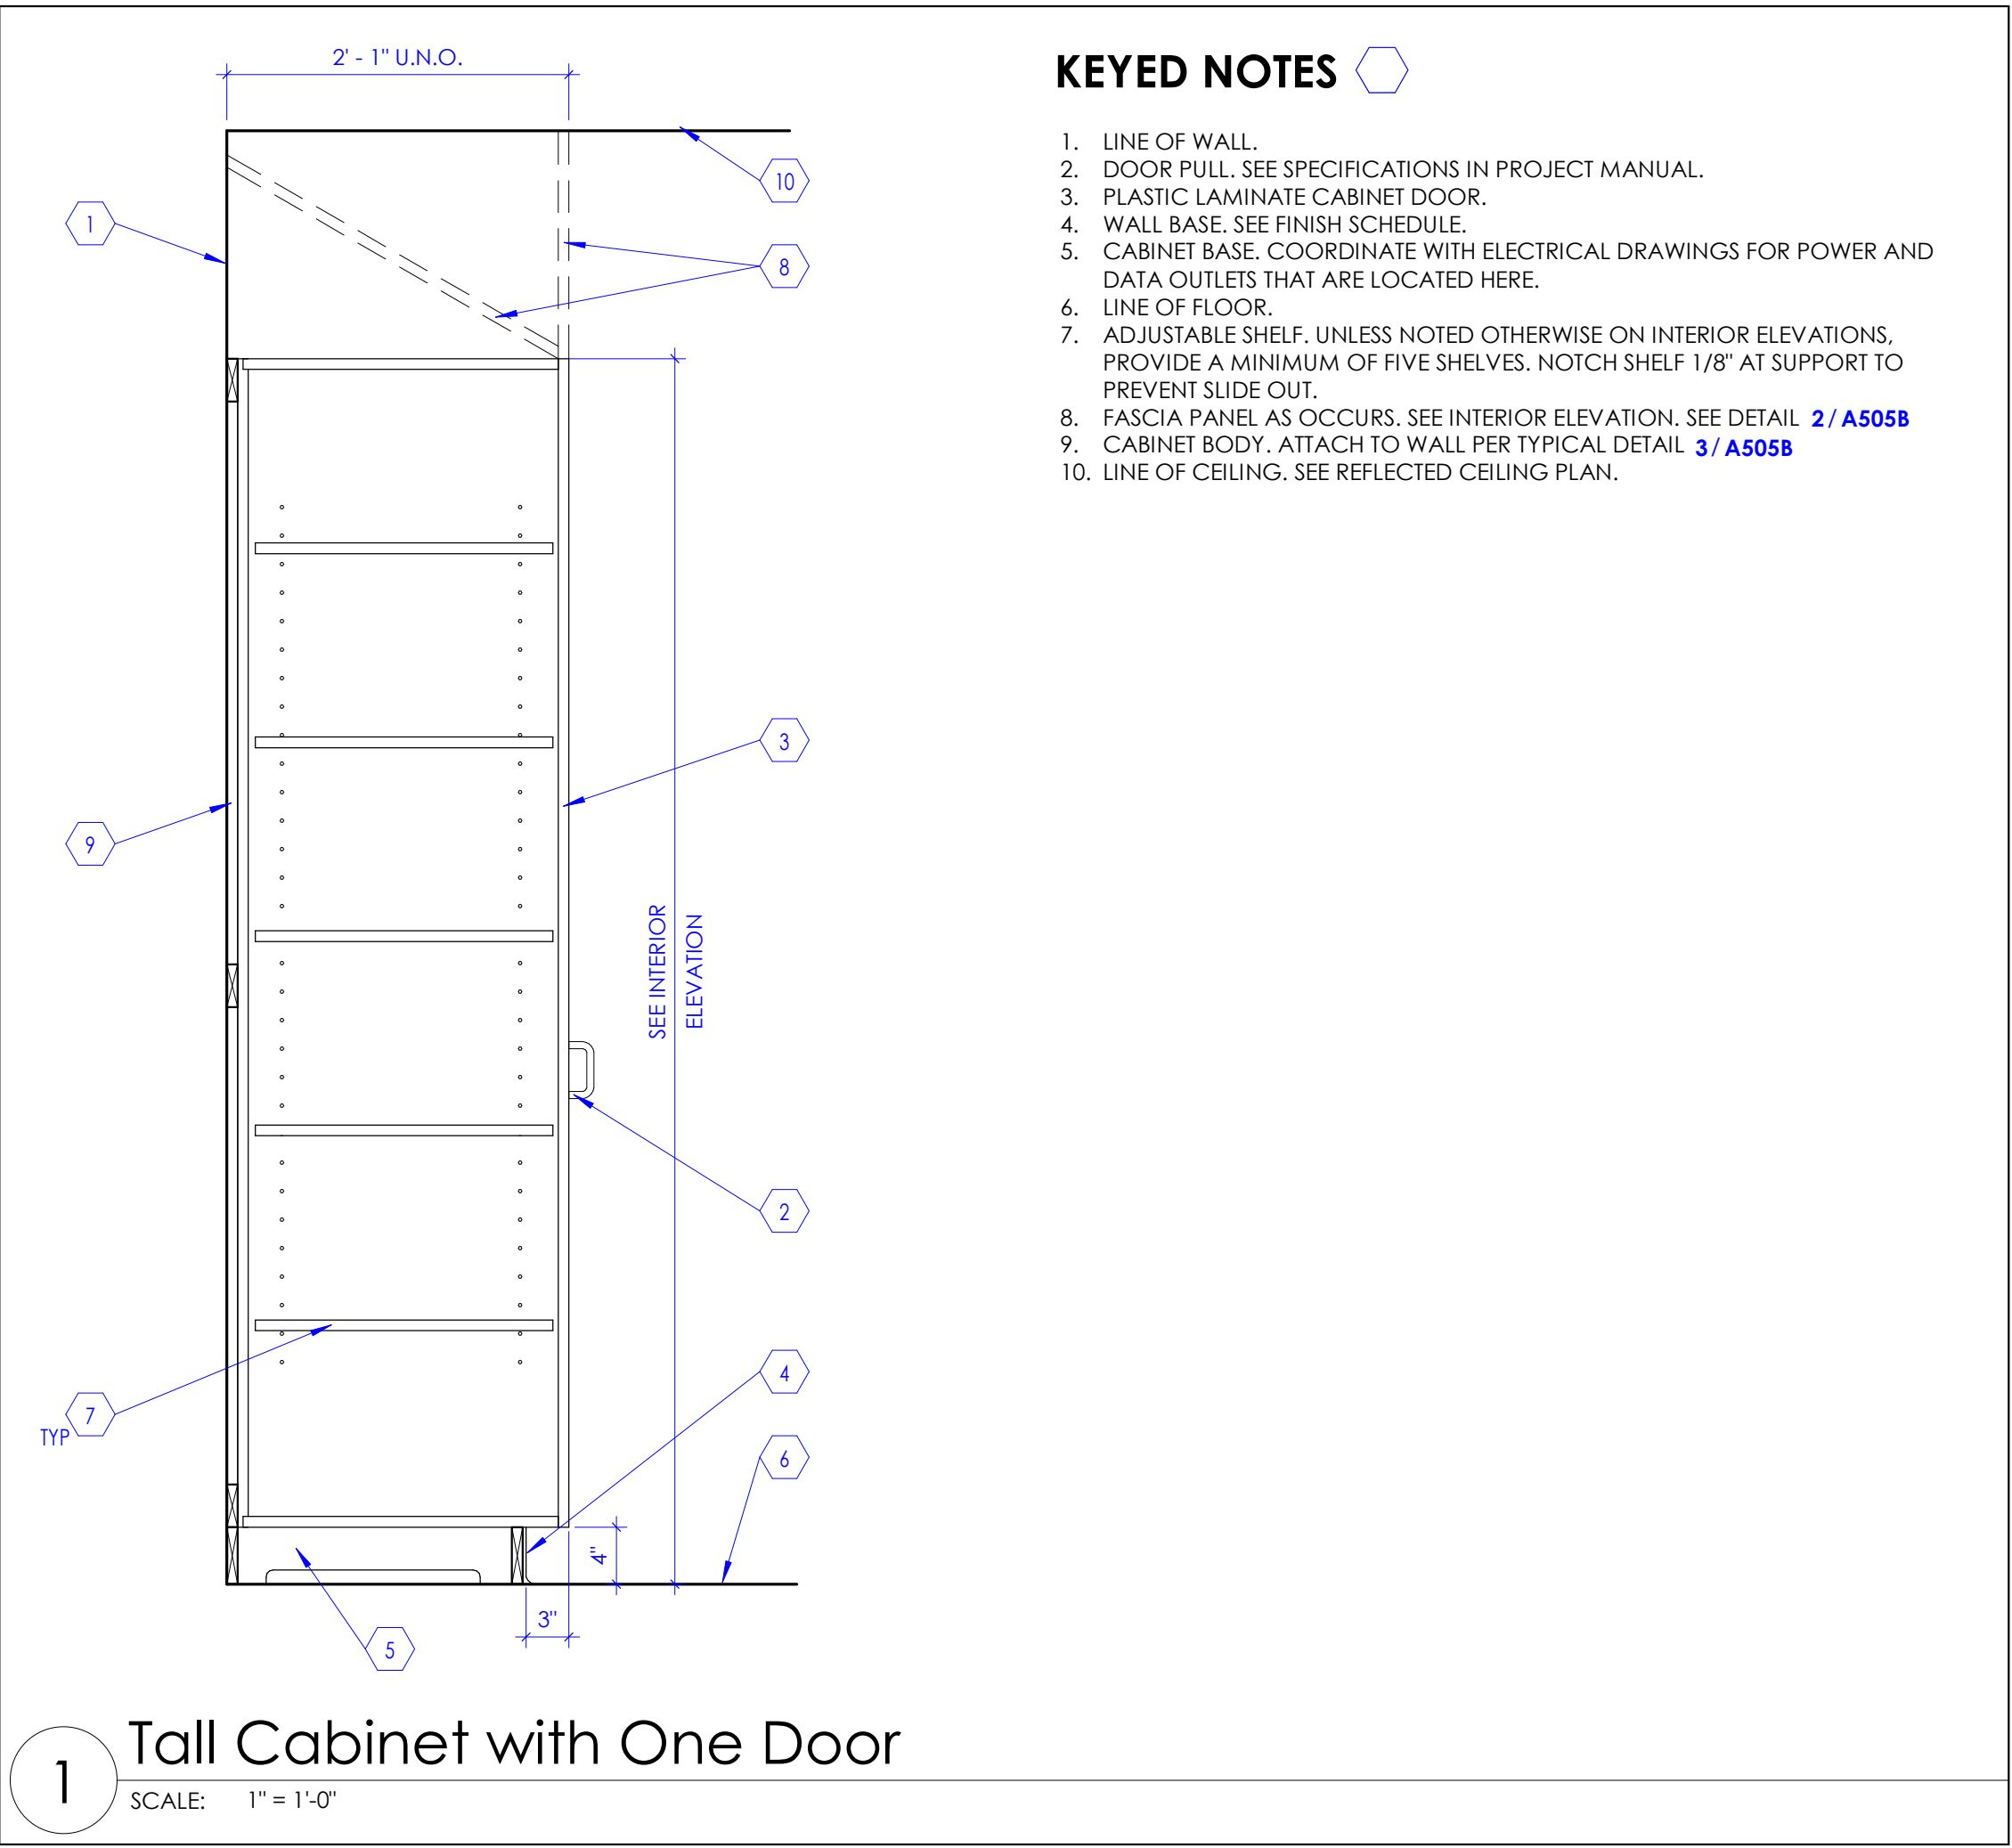 2' - 1" U.N.O.
KEYED NOTES
1. LINE OF WALL.
2. DOOR PULL. SEE SPECIFICATIONS IN PROJECT MANUAL.
3. PLASTIC LAMINATE CABINET DOOR.
4. WALL BASE. SEE FINISH SCHEDULE.
5. CABINET BASE. COORDINATE WITH ELECTRICAL DRAWINGS FOR POWER AND
DATA OUTLETS THAT ARE LOCATED HERE.
6. LINE OF FLOOR.
7. ADJUSTABLE SHELF. UNLESS NOTED OTHERWISE ON INTERIOR ELEVATIONS,
PROVIDE A MINIMUM OF FIVE SHELVES. NOTCH SHELF 1/8" AT SUPPORT TO
PREVENT SLIDE OUT.
8. FASCIA PANEL AS OCCURS. SEE INTERIOR ELEVATION. SEE DETAIL 2/A505B
9. CABINET BODY. ATTACH TO WALL PER TYPICAL DETAIL 3/A505B
10. LINE OF CEILING. SEE REFLECTED CEILING PLAN.
10
1
8
3
9
SEE INTERIOR
ELEVATION
2
4
7
TYP
6
4"
3"
5
1
Tall Cabinet with One Door
SCALE: 1" = 1'-0"